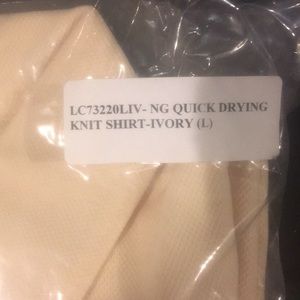 LC73220LIV- NG QUICK DRYING
KNIT SHIRT-IVORY (L)